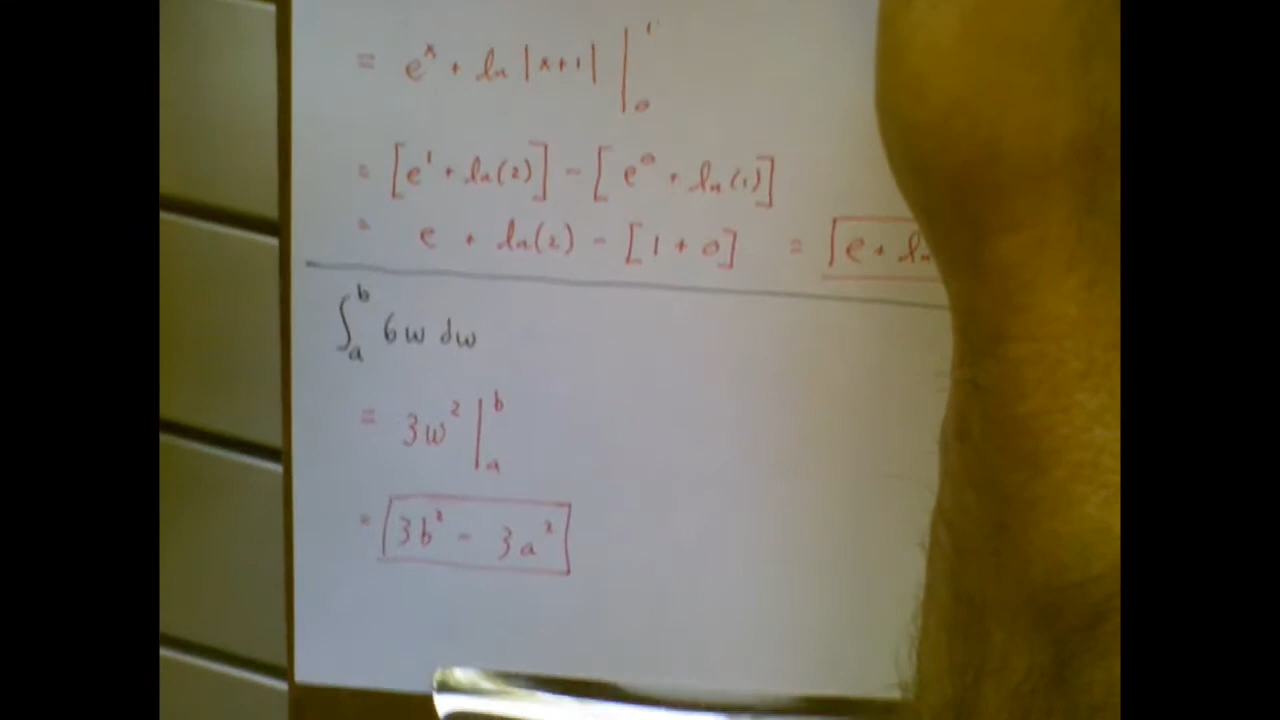 = e^x + ln |x+1| |_0^1
= [e^1 + ln(2)] - [e^0 + ln(1)]
= e + ln(2) - [1 + 0] = e + ln
∫_a^b 6w dw
= 3w^2 |_a^b
= 3b^2 - 3a^2